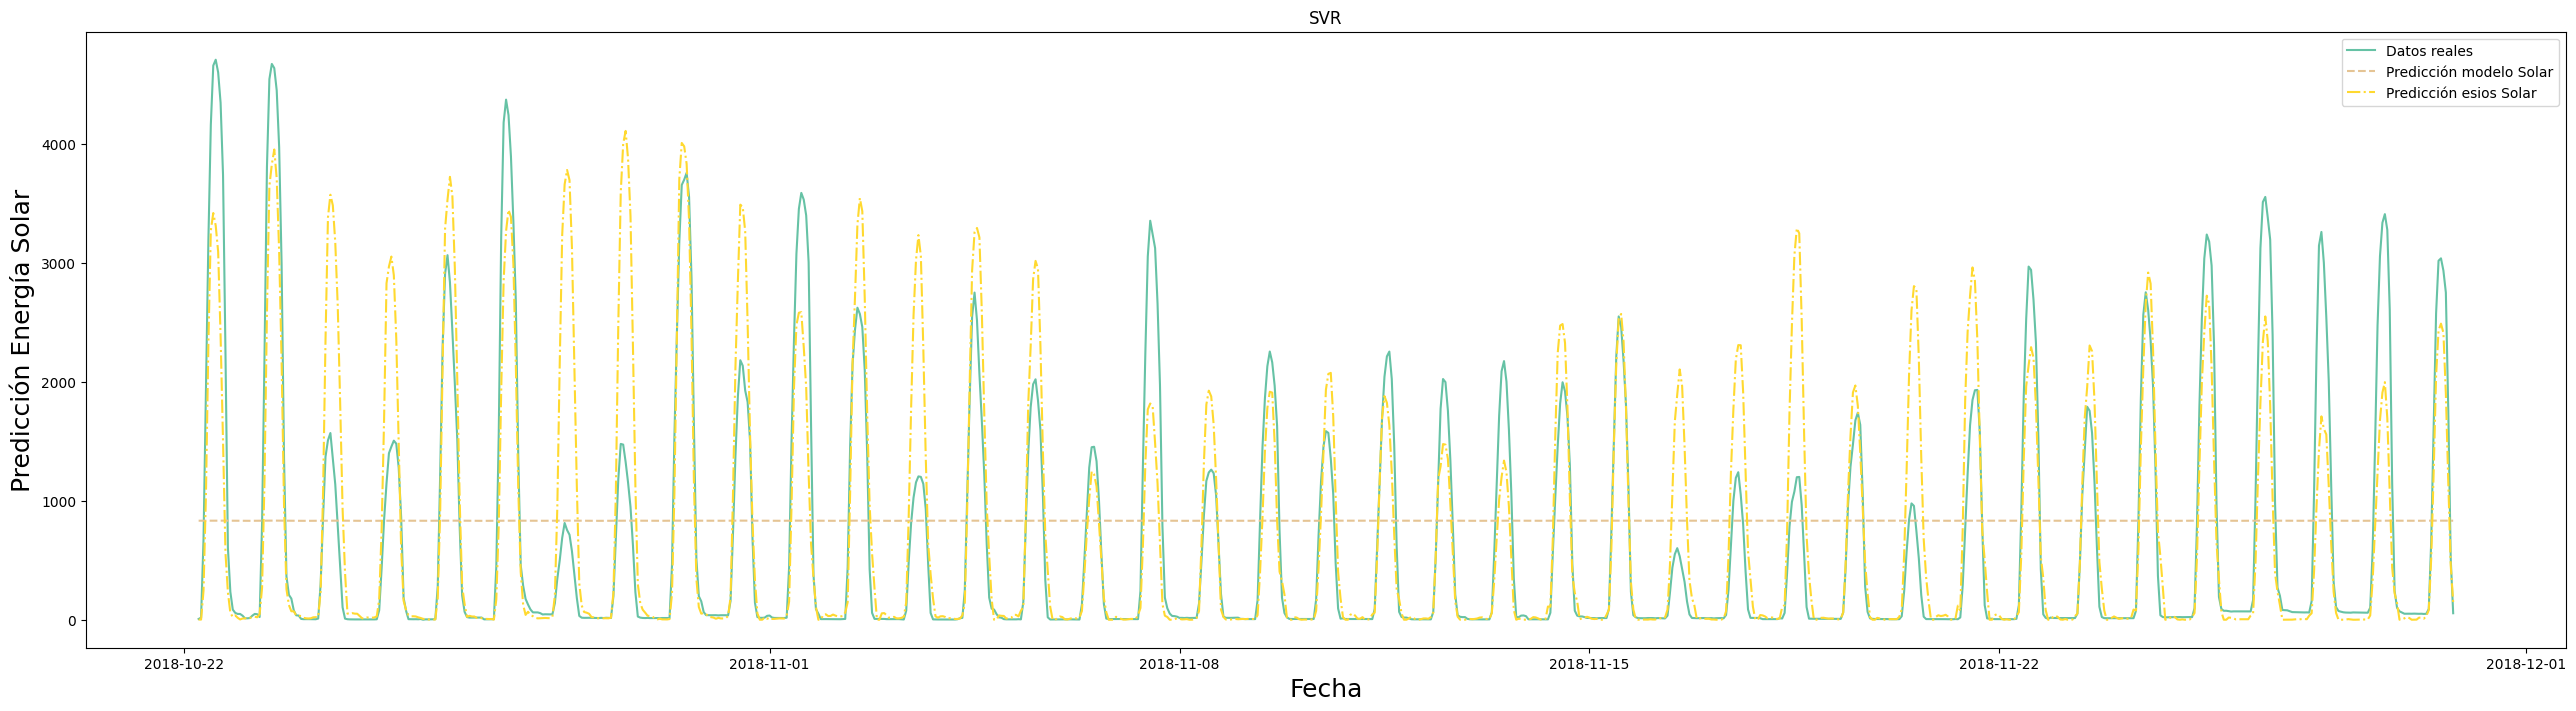 SVR
Datos reales
Predicción modelo Solar
Predicción esios Solar
Predicción Energía Solar
4000
3000
2000
1000
0
2018-10-22
2018-11-01
2018-11-08
2018-11-15
2018-11-22
2018-12-01
Fecha